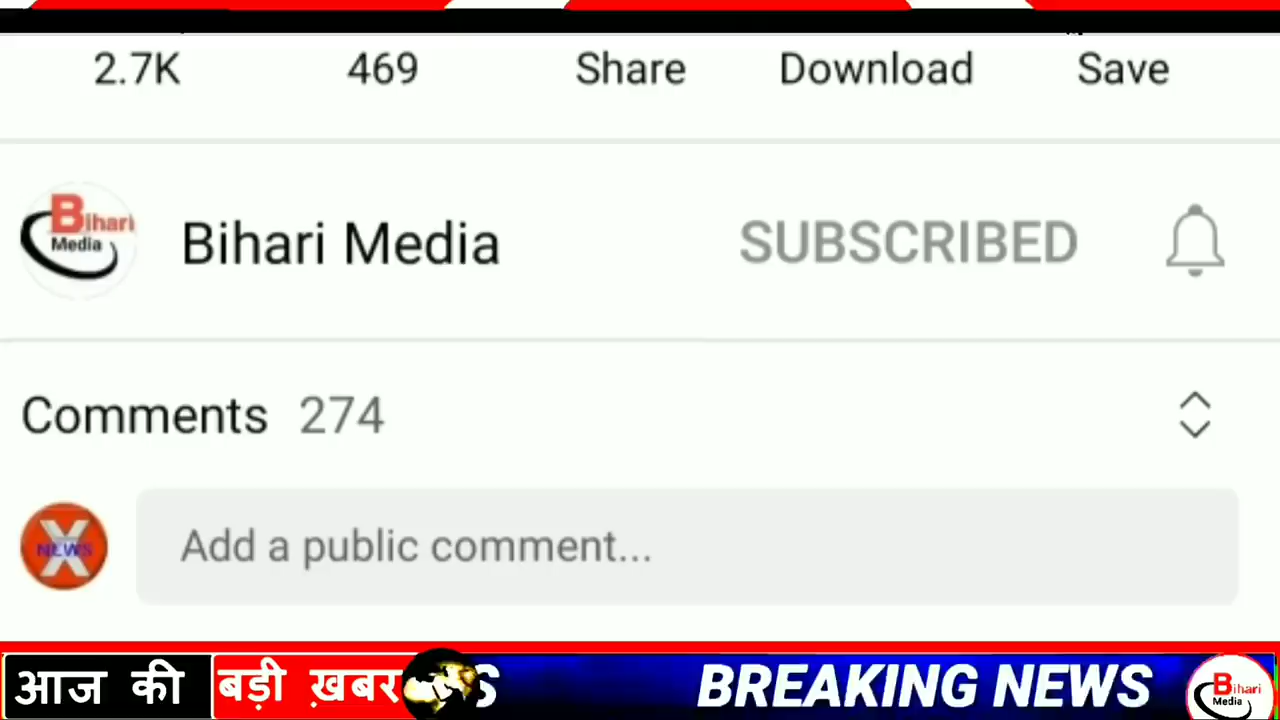 2.7K 469 Share Download Save
Bihari Media
Bihari Media SUBSCRIBED
Comments 274
NEWS X
Add a public comment...
आज की बड़ी ख़बर S BREAKING NEWS
Bihari Media